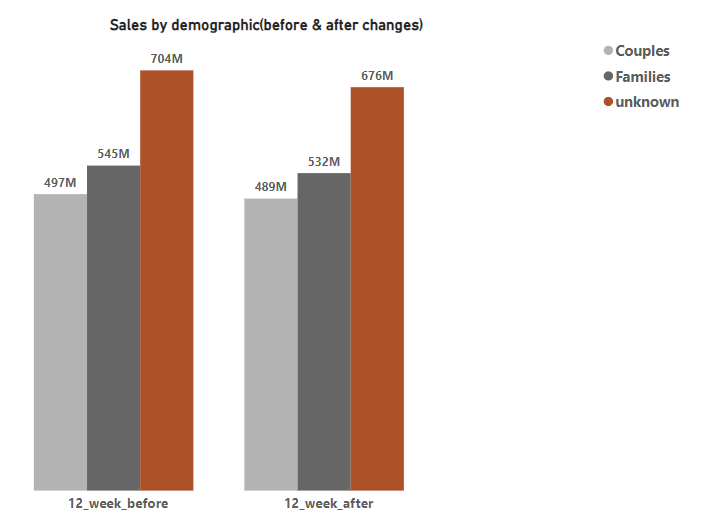 Sales by demographic(before & after changes)
Couples
Families
unknown
704M
676M
545M
532M
497M
489M
12_week_before
12_week_after